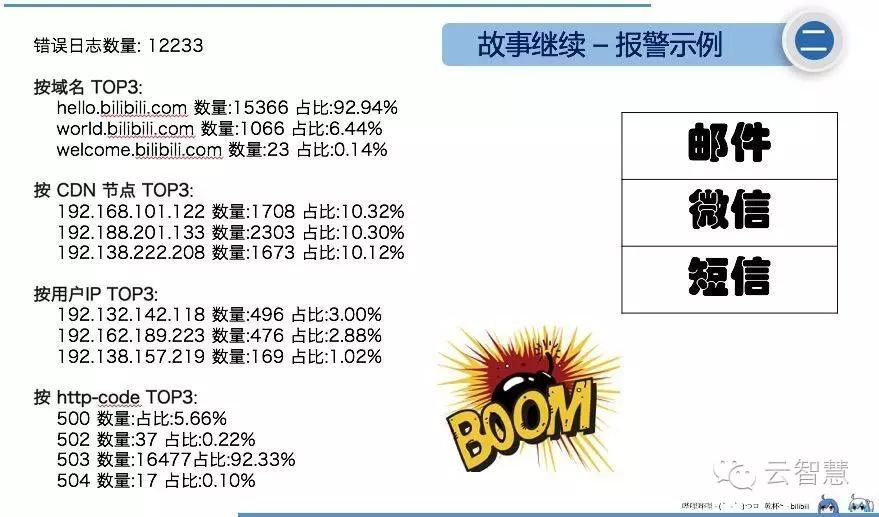 错误日志数量: 12233
按域名 TOP3:
hello.bilibili.com 数量:15366 占比:92.94%
world.bilibili.com 数量:1066 占比:6.44%
welcome.bilibili.com 数量:23 占比:0.14%
按 CDN 节点 TOP3:
192.168.101.122 数量:1708 占比:10.32%
192.188.201.133 数量:2303 占比:10.30%
192.138.222.208 数量:1673 占比:10.12%
按用户IP TOP3:
192.132.142.118 数量:496 占比:3.00%
192.162.189.223 数量:476 占比:2.88%
192.138.157.219 数量:169 占比:1.02%
按 http-code TOP3:
500 数量:占比:5.66%
502 数量:37 占比:0.22%
503 数量:16477占比:92.33%
504 数量:17 占比:0.10%
故事继续 – 报警示例
二
邮件
微信
短信
BOOM
云智慧
乾杯~ - bilibili